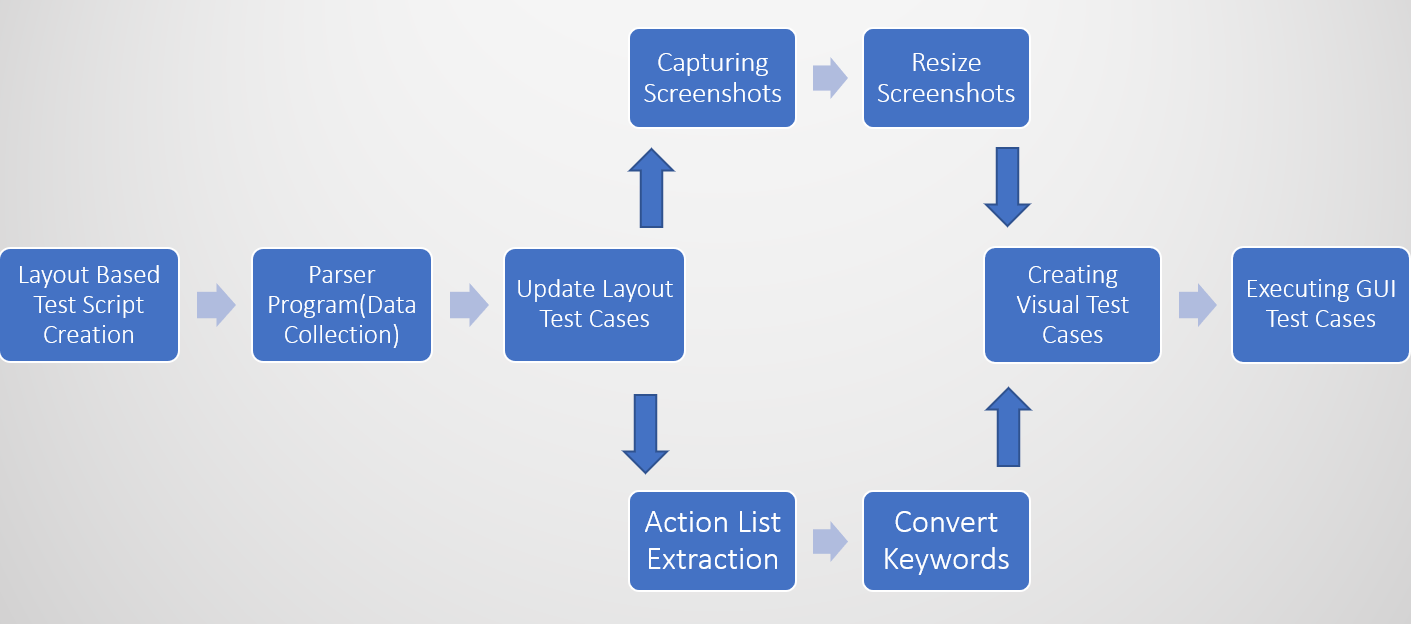 Capturing
Screenshots
Resize
Screenshots
Layout Based
Test Script
Creation
Parser
Program(Data
Collection)
Update Layout
Test Cases
Creating
Visual Test
Cases
Executing GUI
Test Cases
Action List
Extraction
Convert
Keywords